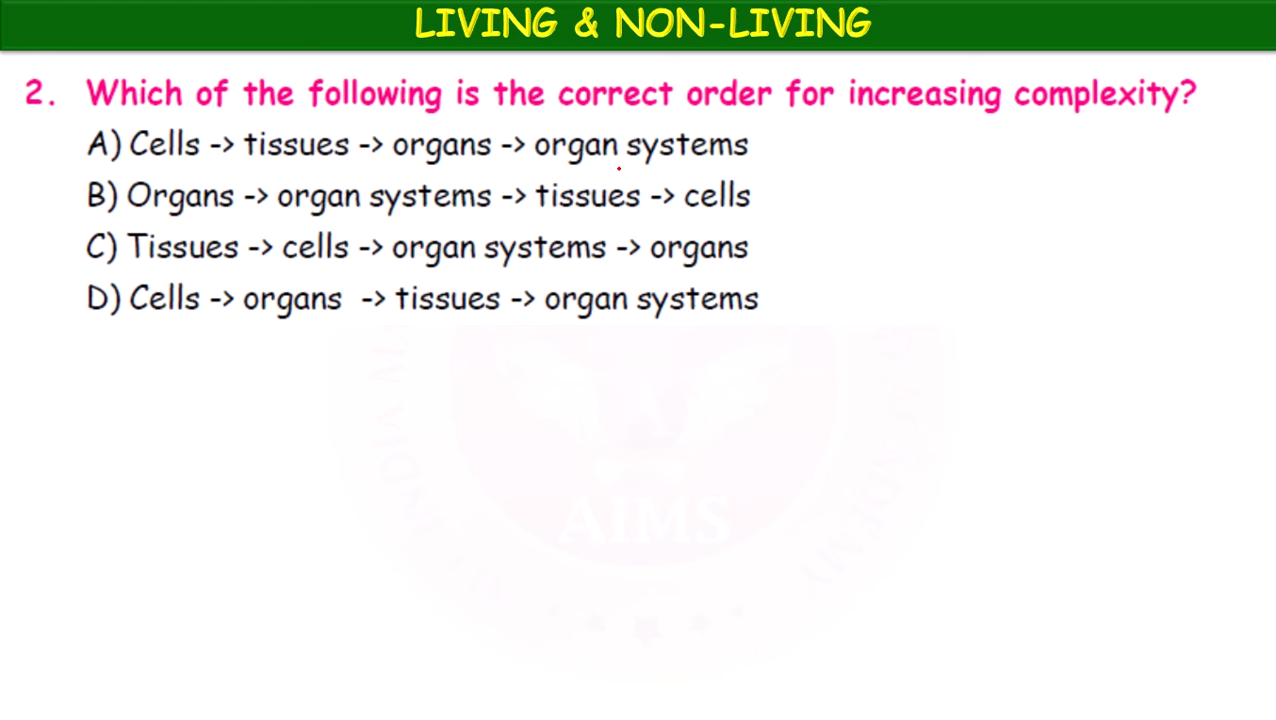 LIVING & NON-LIVING
2. Which of the following is the correct order for increasing complexity?
A) Cells -> tissues -> organs -> organ systems
B) Organs -> organ systems -> tissues -> cells
C) Tissues -> cells -> organ systems -> organs
D) Cells -> organs -> tissues -> organ systems
AIMS